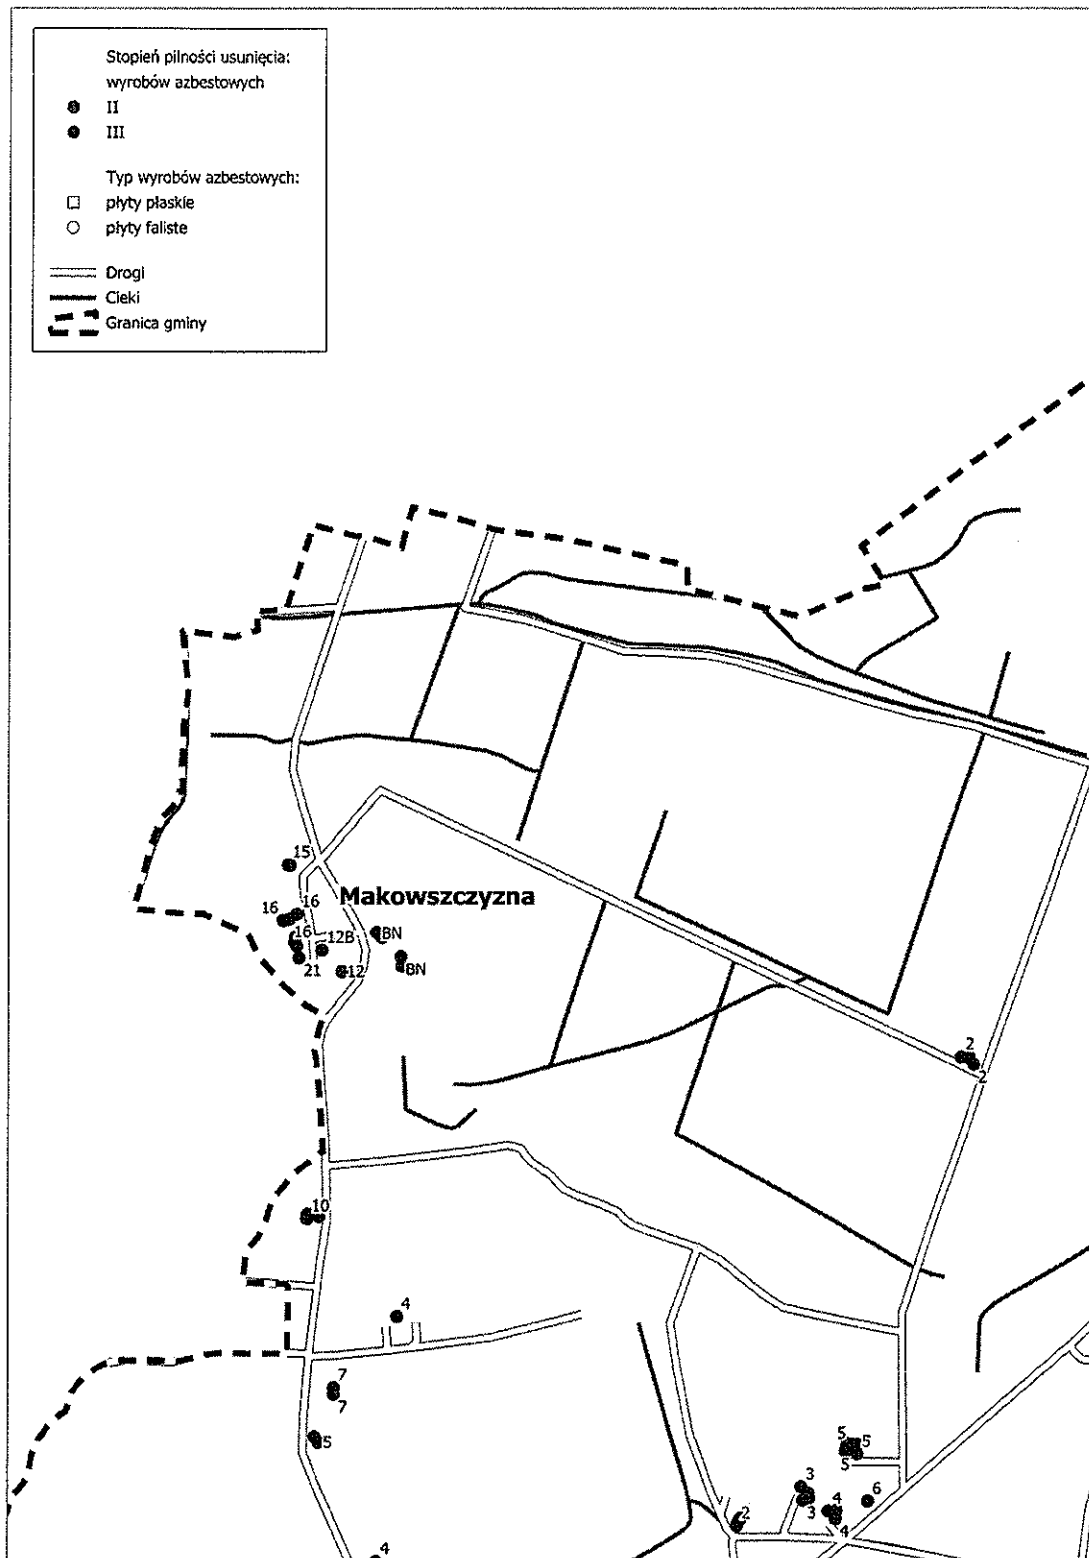 Stopień pilności usunięcia:
wyrobów azbestowych
II
III
Typ wyrobów azbestowych:
płyty płaskie
płyty faliste
Drogi
Cieki
Granica gminy
15
Makowszczyzna
16
16
16
12B
BN
21
12
BN
2
2
10
4
7
7
5
5
5
5
3
6
3
4
2
4
4